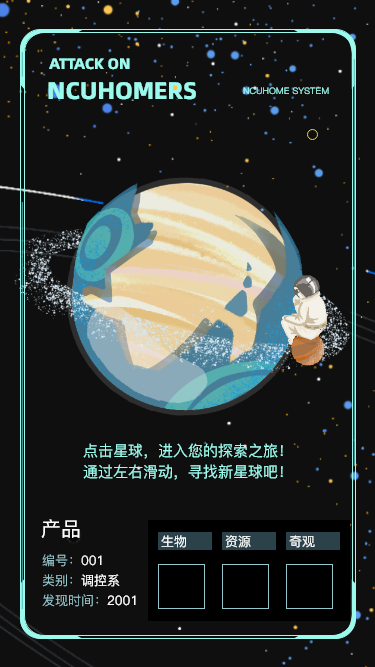 ATTACK ON
NCUHOMERS
NCUHOME SYSTEM
点击星球，进入您的探索之旅！
通过左右滑动，寻找新星球吧！
产品
编号：001
类别：调控系
发现时间：2001
生物
资源
奇观